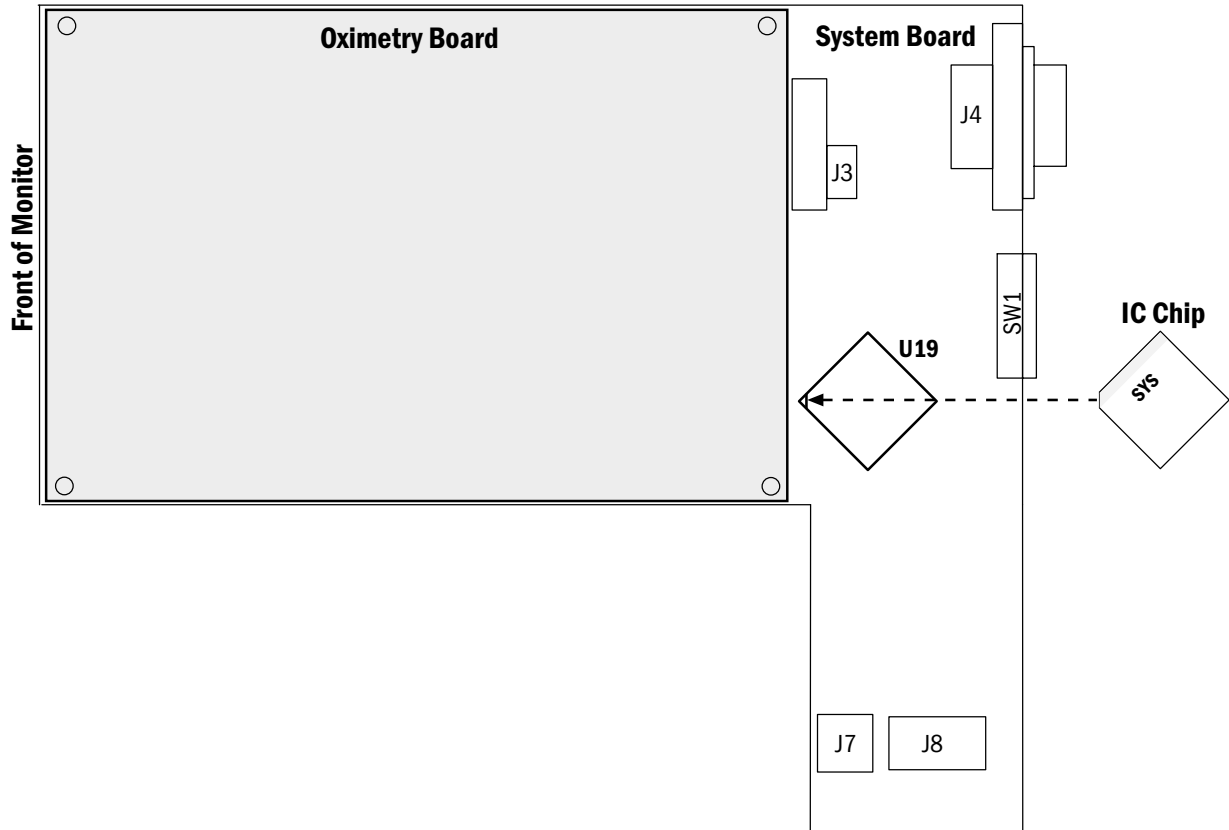 Oximetry Board
System Board
J4
J3
Front of Monitor
SW1
IC Chip
U19
SYS
J7
J8